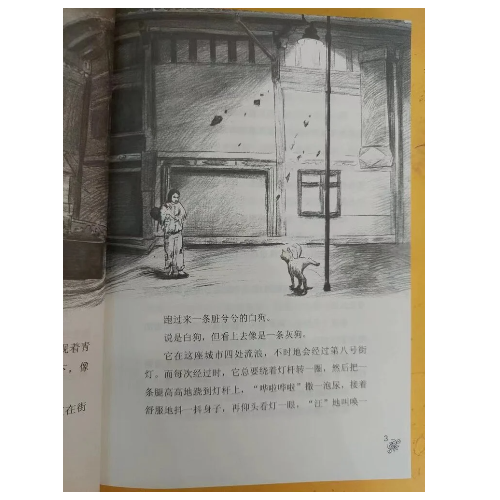 跑过来一条脏兮兮的白狗。
说是白狗，但看上去像是一条灰狗。
它在这座城市四处流浪，不时地会经过第八号街
灯。而每次经过时，它总要绕着灯杆转一圈，然后把一
条腿高高地跷到灯杆上，“哗啦哗啦”撒一泡尿，接着
舒服地抖一抖身子，再仰头看灯一眼，“汪”地叫唤一
着宵
，像
在街
3